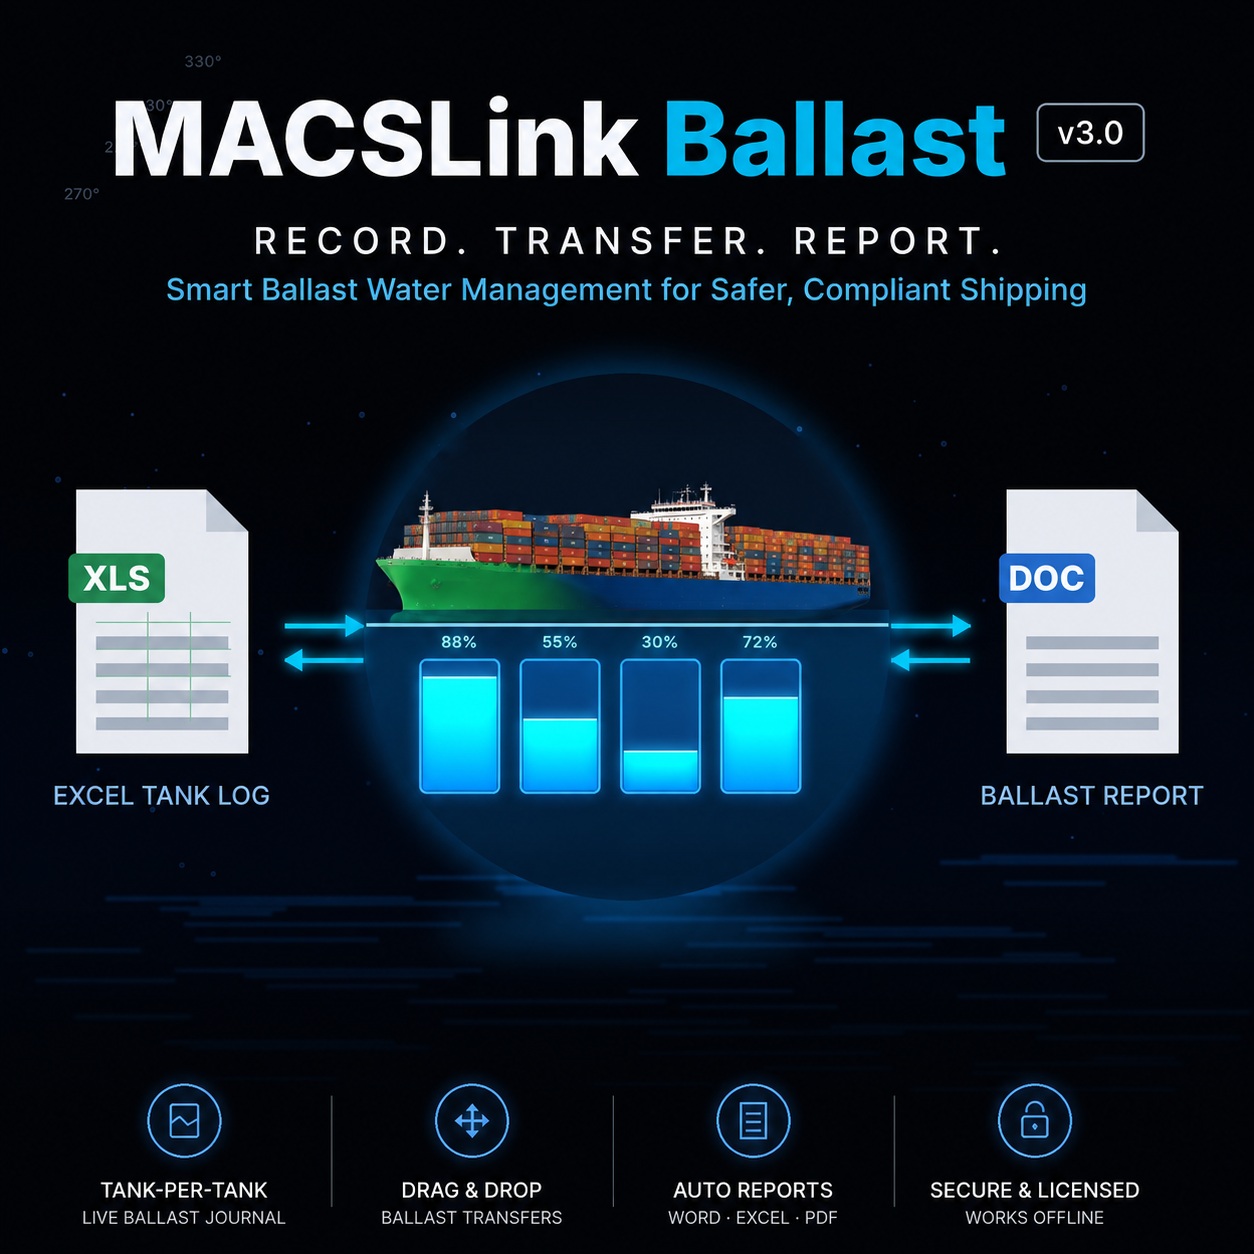 330°
30°
270°
MACSLink Ballast v3.0
RECORD. TRANSFER. REPORT.
Smart Ballast Water Management for Safer, Compliant Shipping
XLS
DOC
88% 55% 30% 72%
EXCEL TANK LOG
BALLAST REPORT
TANK-PER-TANK
LIVE BALLAST JOURNAL
DRAG & DROP
BALLAST TRANSFERS
AUTO REPORTS
WORD · EXCEL · PDF
SECURE & LICENSED
WORKS OFFLINE